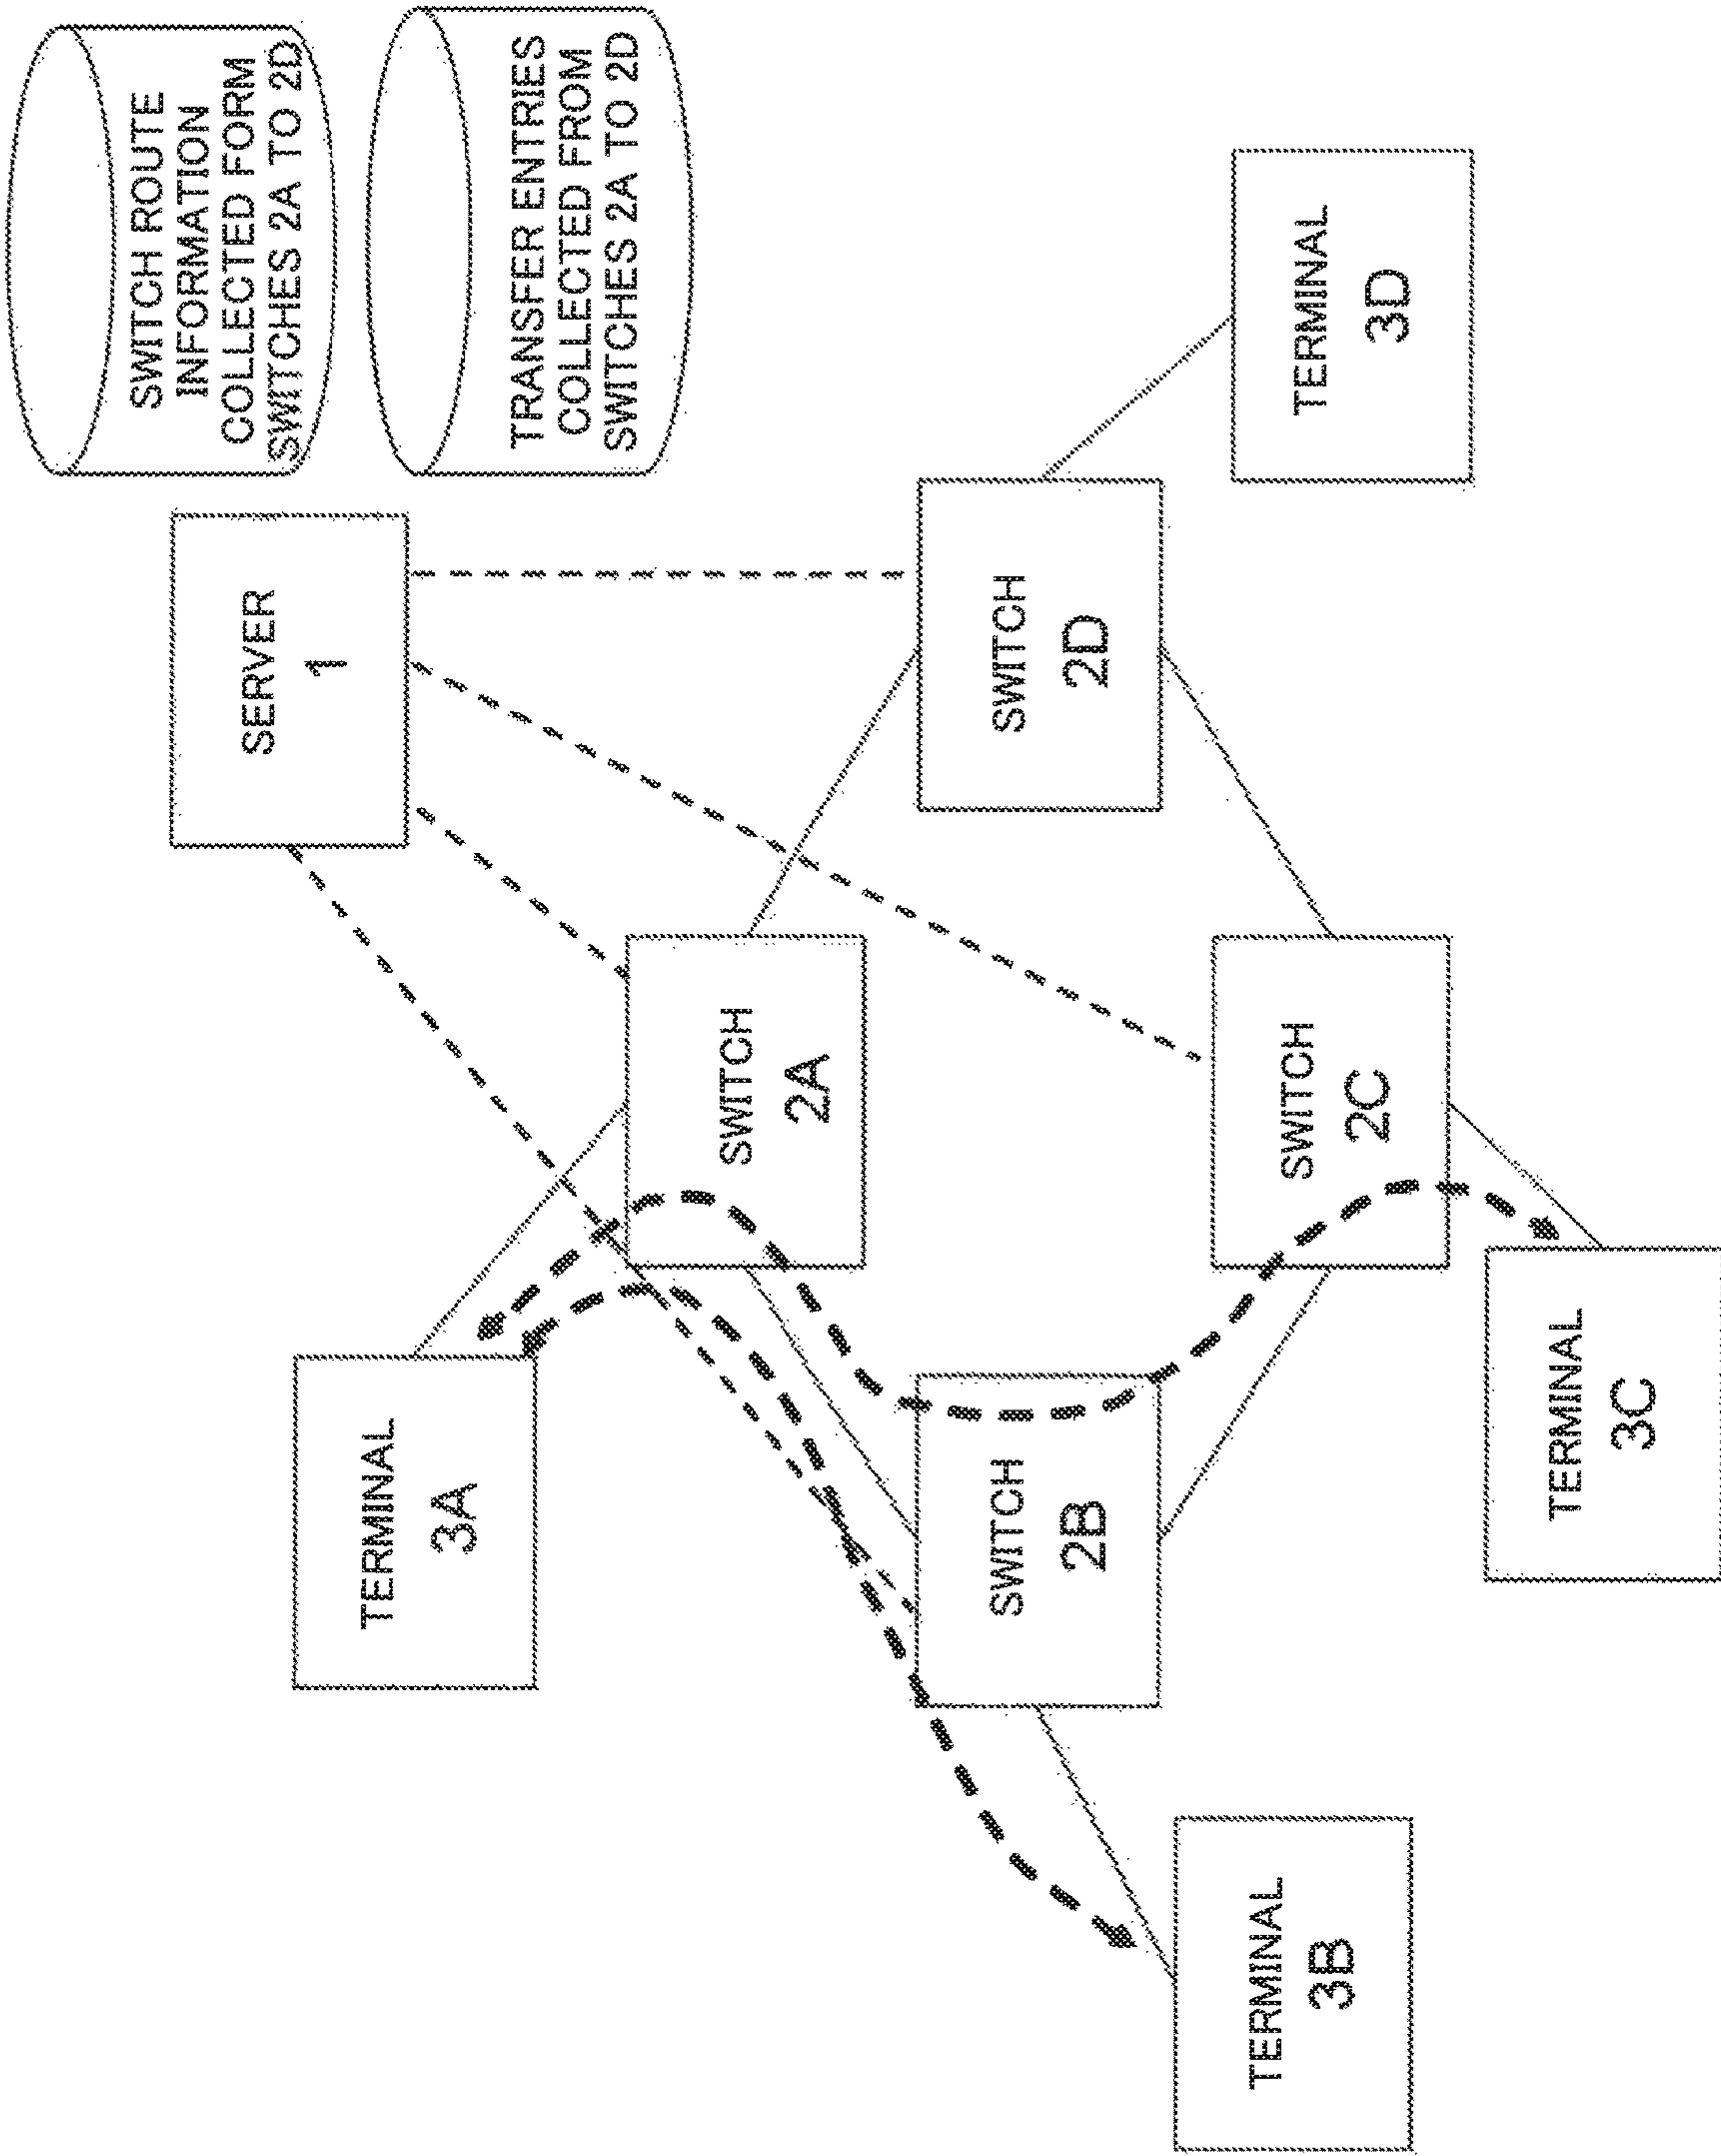 SWITCH ROUTE
INFORMATION
COLLECTED FORM
SWITCHES 2A TO 2D
TRANSFER ENTRIES
COLLECTED FROM
SWITCHES 2A TO 2D
SERVER
1
TERMINAL
3A
SWITCH
2A
SWITCH
2D
SWITCH
2B
SWITCH
2C
TERMINAL
3D
TERMINAL
3B
TERMINAL
3C